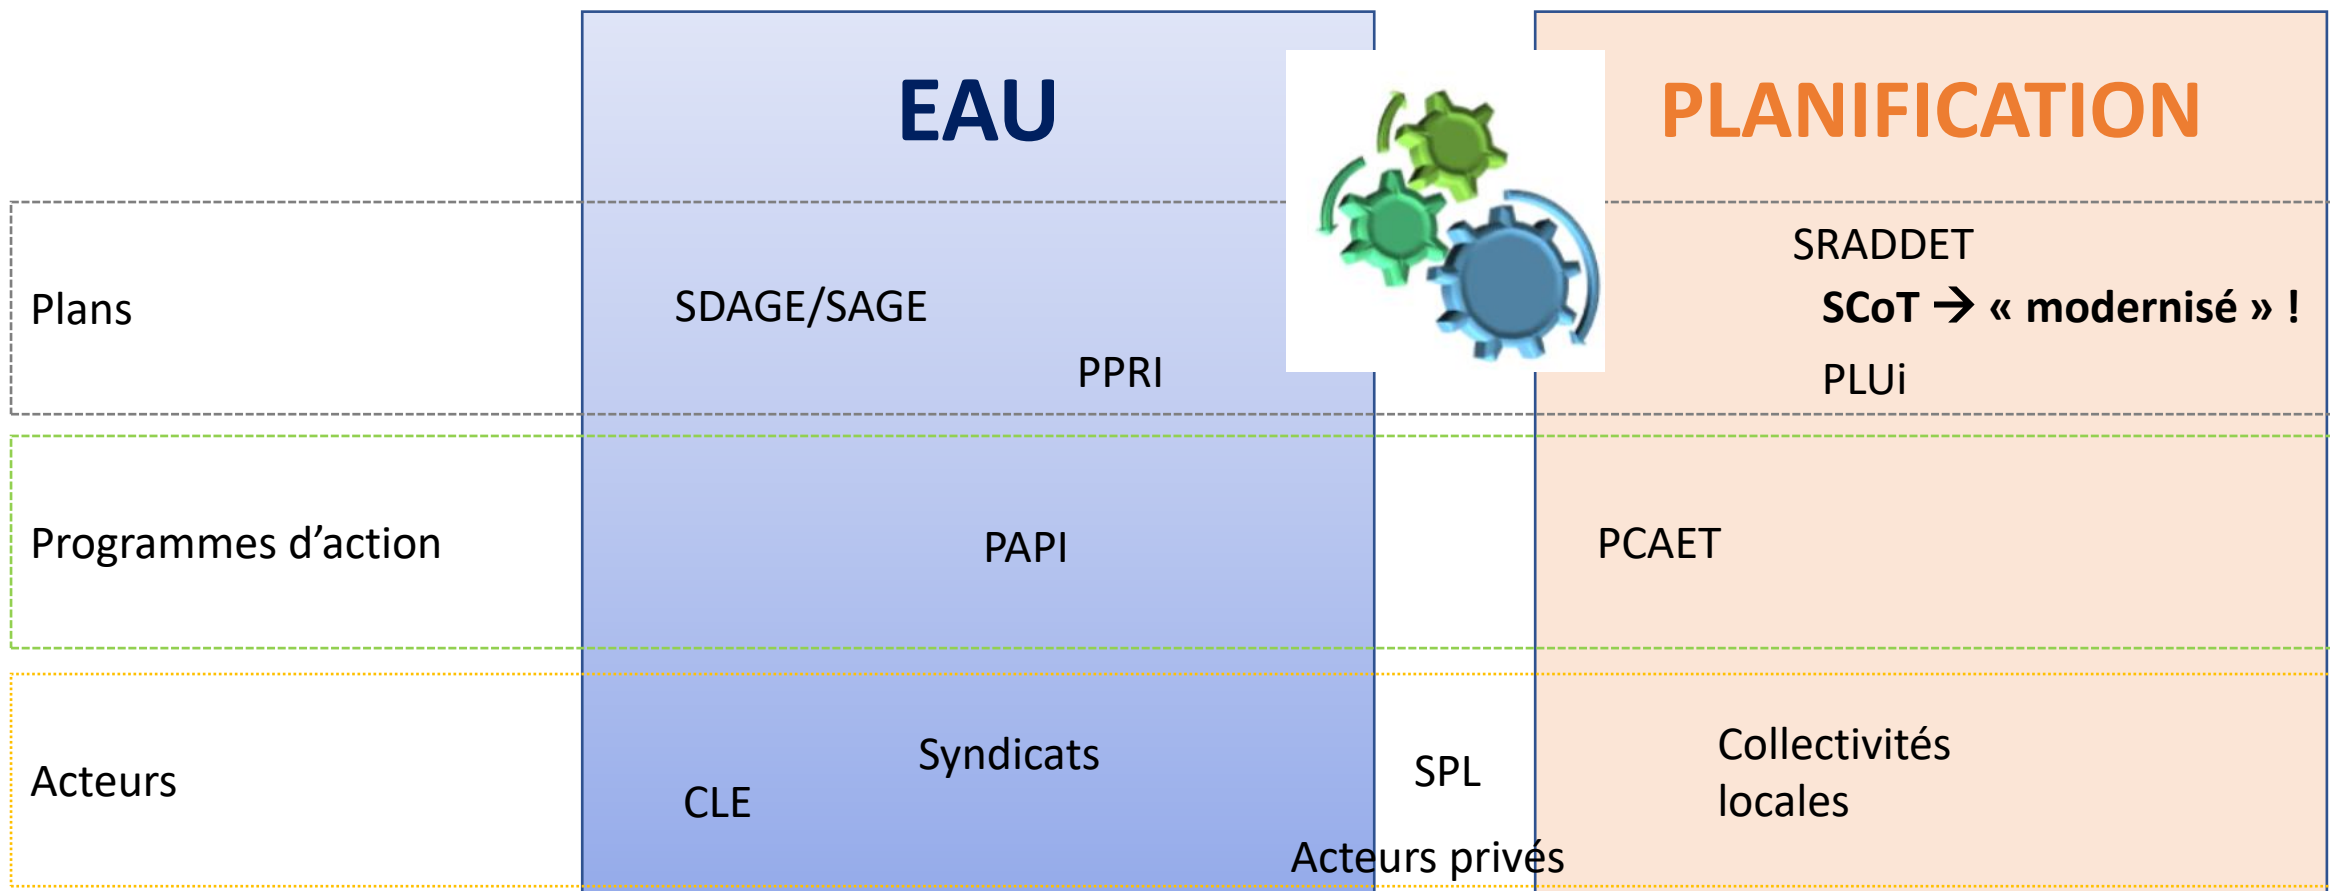 EAU
PLANIFICATION
Plans
SDAGE/SAGE
PPRI
SRADDET
SCoT → « modernisé » !
PLUi
Programmes d’action
PAPI
PCAET
Acteurs
Syndicats
CLE
SPL
Acteurs privés
Collectivités
locales